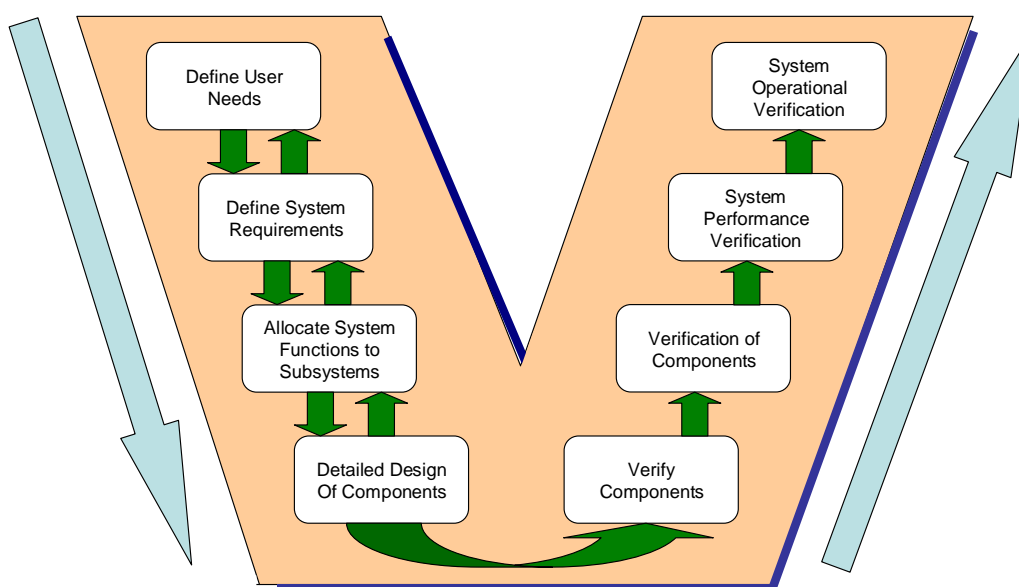 Define User
Needs
Define System
Requirements
Allocate System
Functions to
Subsystems
Detailed Design
Of Components
System
Operational
Verification
System
Performance
Verification
Verification of
Components
Verify
Components